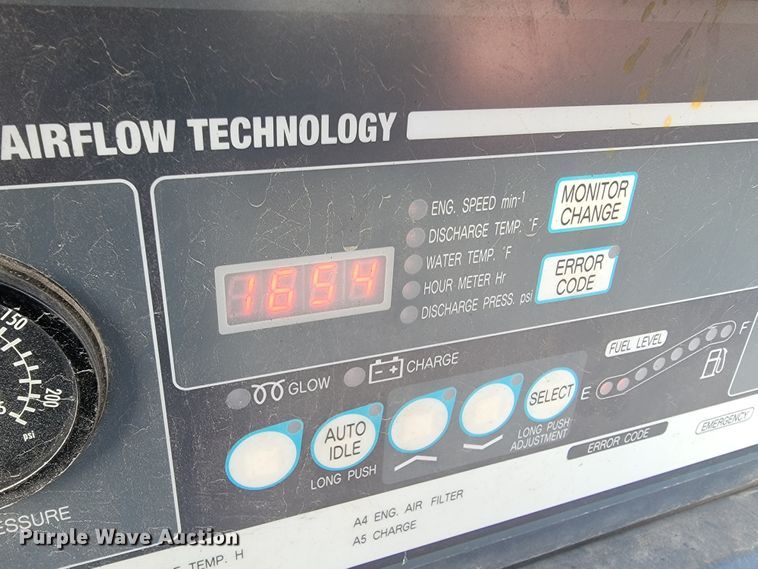 AIRFLOW TECHNOLOGY
ENG. SPEED min-1
DISCHARGE TEMP. °F
WATER TEMP. °F
HOUR METER Hr
DISCHARGE PRESS. psi
MONITOR
CHANGE
ERROR
CODE
1654
FUEL LEVEL
E
F
GLOW
CHARGE
AUTO
IDLE
SELECT
LONG PUSH
LONG PUSH
ADJUSTMENT
ERROR CODE
EMERGENCY
150
200
PSI
ESSURE
A4 ENG. AIR FILTER
A5 CHARGE
TEMP. H
Purple Wave Auction